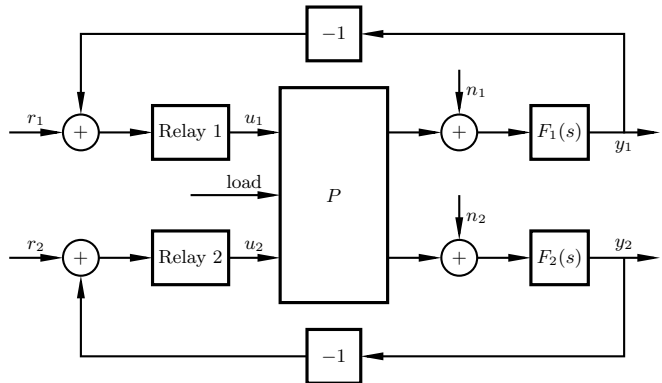 −1
r₁
+
Relay 1
u₁
n₁
+
F₁(s)
y₁
load
P
r₂
+
Relay 2
u₂
n₂
+
F₂(s)
y₂
−1